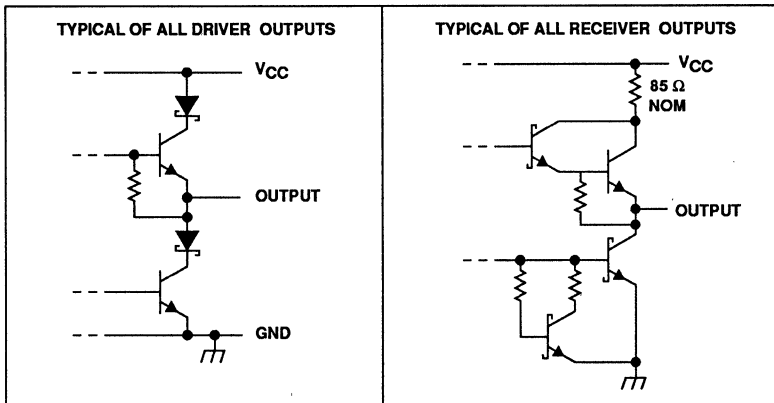 TYPICAL OF ALL DRIVER OUTPUTS
VCC
OUTPUT
GND
TYPICAL OF ALL RECEIVER OUTPUTS
VCC
85 Ω
NOM
OUTPUT